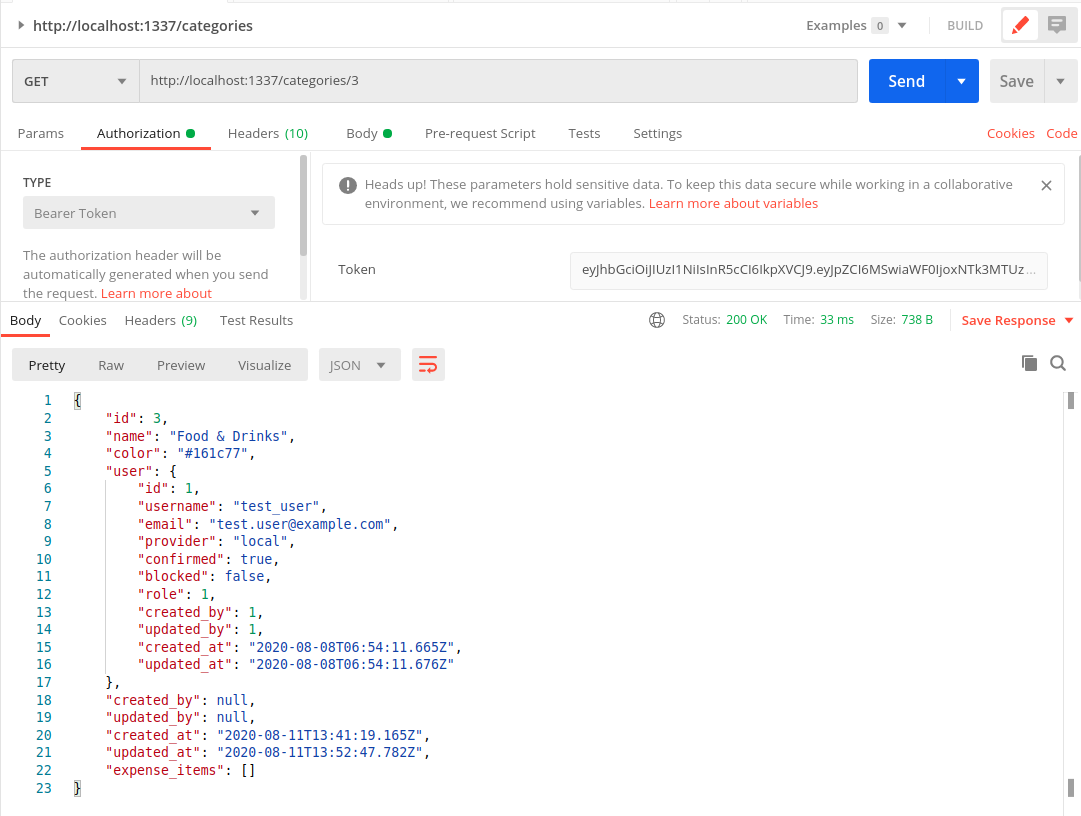 http://localhost:1337/categories Examples 0 BUILD
GET http://localhost:1337/categories/3 Send Save
Params Authorization Headers (10) Body Pre-request Script Tests Settings Cookies Code
TYPE
Bearer Token
The authorization header will be
automatically generated when you send
the request. Learn more about
Heads up! These parameters hold sensitive data. To keep this data secure while working in a collaborative
environment, we recommend using variables. Learn more about variables
Token eyJhbGciOiJIUzI1NiIsInR5cCI6IkpXVCJ9.eyJpZCI6MSwiaWF0IjoxNTk3MTUz...
Body Cookies Headers (9) Test Results Status: 200 OK Time: 33 ms Size: 738 B Save Response
Pretty Raw Preview Visualize JSON
1 {
2 "id": 3,
3 "name": "Food & Drinks",
4 "color": "#161c77",
5 "user": {
6 "id": 1,
7 "username": "test_user",
8 "email": "test.user@example.com",
9 "provider": "local",
10 "confirmed": true,
11 "blocked": false,
12 "role": 1,
13 "created_by": 1,
14 "updated_by": 1,
15 "created_at": "2020-08-08T06:54:11.665Z",
16 "updated_at": "2020-08-08T06:54:11.676Z"
17 },
18 "created_by": null,
19 "updated_by": null,
20 "created_at": "2020-08-11T13:41:19.165Z",
21 "updated_at": "2020-08-11T13:52:47.782Z",
22 "expense_items": []
23 }